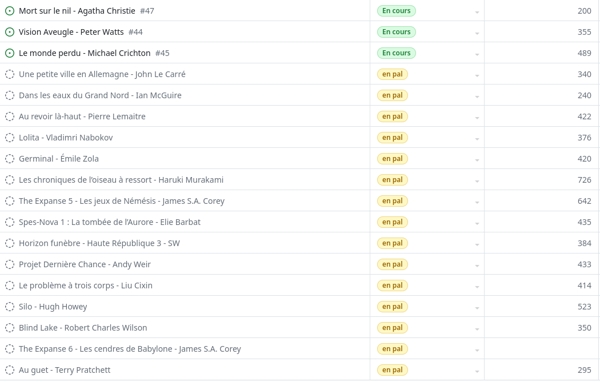 Mort sur le nil - Agatha Christie #47 En cours 200
Vision Aveugle - Peter Watts #44 En cours 355
Le monde perdu - Michael Crichton #45 En cours 489
Une petite ville en Allemagne - John Le Carré en pal 340
Dans les eaux du Grand Nord - Ian McGuire en pal 240
Au revoir là-haut - Pierre Lemaitre en pal 422
Lolita - Vladimri Nabokov en pal 376
Germinal - Émile Zola en pal 420
Les chroniques de l'oiseau à ressort - Haruki Murakami en pal 726
The Expanse 5 - Les jeux de Némésis - James S.A. Corey en pal 642
Spes-Nova 1 : La tombée de l'Aurore - Elie Barbat en pal 435
Horizon funèbre - Haute République 3 - SW en pal 384
Projet Dernière Chance - Andy Weir en pal 433
Le problème à trois corps - Liu Cixin en pal 414
Silo - Hugh Howey en pal 523
Blind Lake - Robert Charles Wilson en pal 350
The Expanse 6 - Les cendres de Babylone - James S.A. Corey en pal
Au guet - Terry Pratchett en pal 295